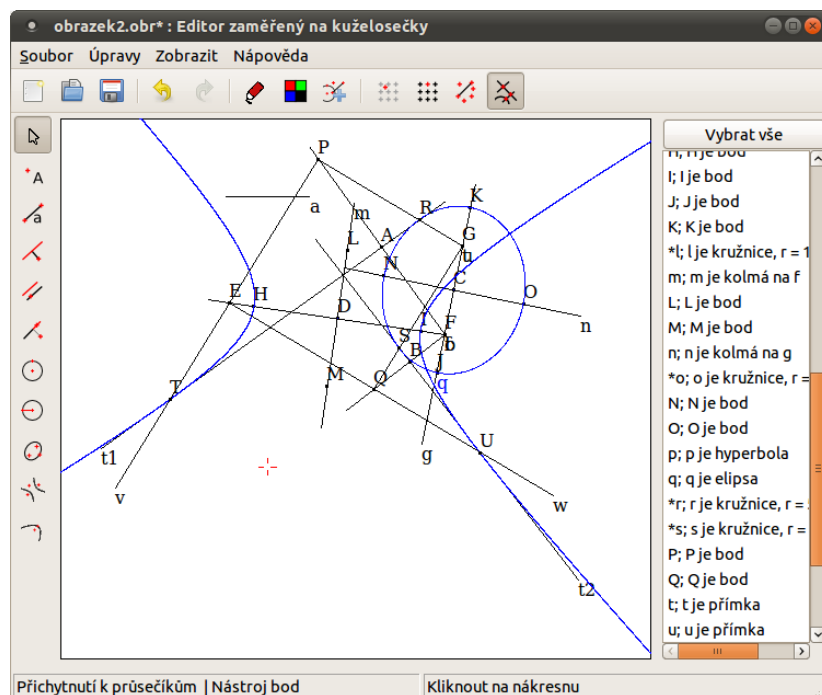 obrazek2.obr* : Editor zaměřený na kuželosečky
Soubor Úpravy Zobrazit Nápověda
A
a
P
a
m
R
K
A
L
G
u
N
C
E
H
D
O
I
F
n
S
B
J
T
M
Q
q
U
t1
g
v
w
t2
Vybrat vše
H; H je bod
I; I je bod
J; J je bod
K; K je bod
*l; l je kružnice, r = 1
m; m je kolmá na f
L; L je bod
M; M je bod
n; n je kolmá na g
*o; o je kružnice, r =
N; N je bod
O; O je bod
p; p je hyperbola
q; q je elipsa
*r; r je kružnice, r =
*s; s je kružnice, r =
P; P je bod
Q; Q je bod
t; t je přímka
u; u je přímka
Přichytnutí k průsečíkům | Nástroj bod
Kliknout na nákresnu